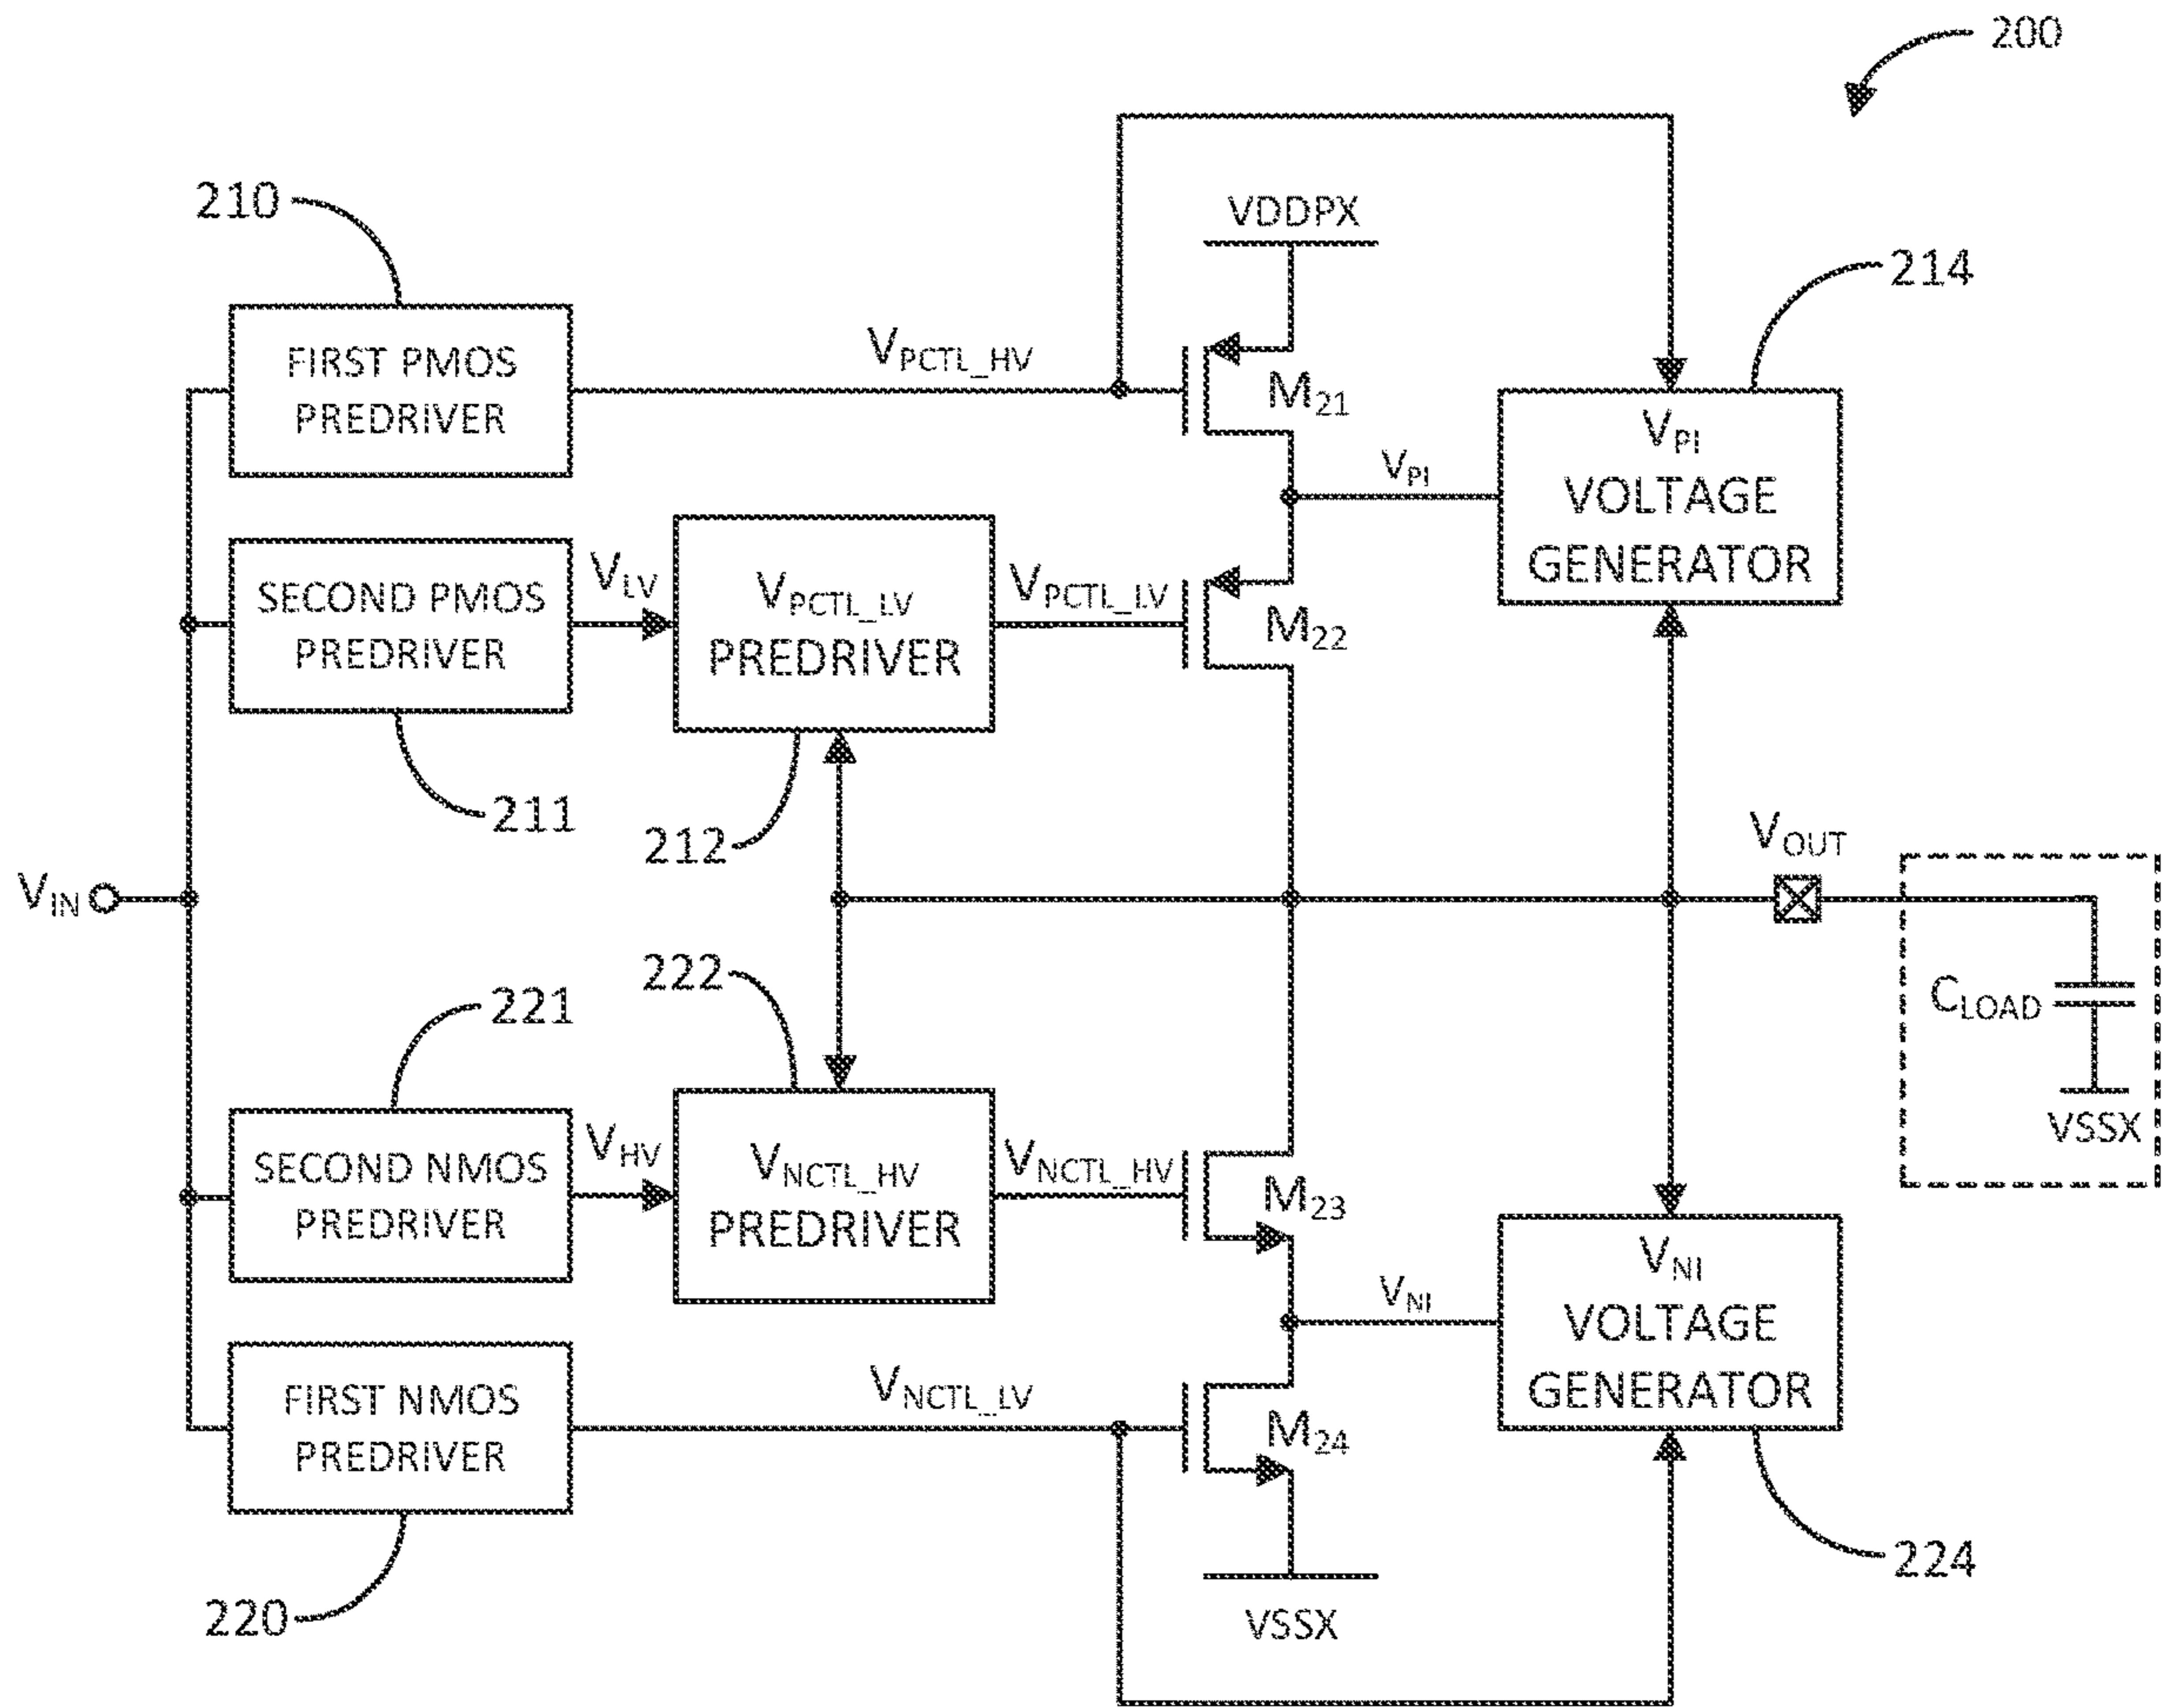 200
210
VDDPX
214
FIRST PMOS
PREDRIVER
VPCTL_HV
M21
VPI
VPI
VOLTAGE
GENERATOR
SECOND PMOS
PREDRIVER
VLV
VPCTL_LV
PREDRIVER
VPCTL_LV
M22
211
212
VIN
VOUT
CLOAD
VSSX
221
222
SECOND NMOS
PREDRIVER
VHV
VNCTL_HV
PREDRIVER
VNCTL_HV
M23
VNI
VNI
VOLTAGE
GENERATOR
FIRST NMOS
PREDRIVER
VNCTL_LV
M24
220
VSSX
224